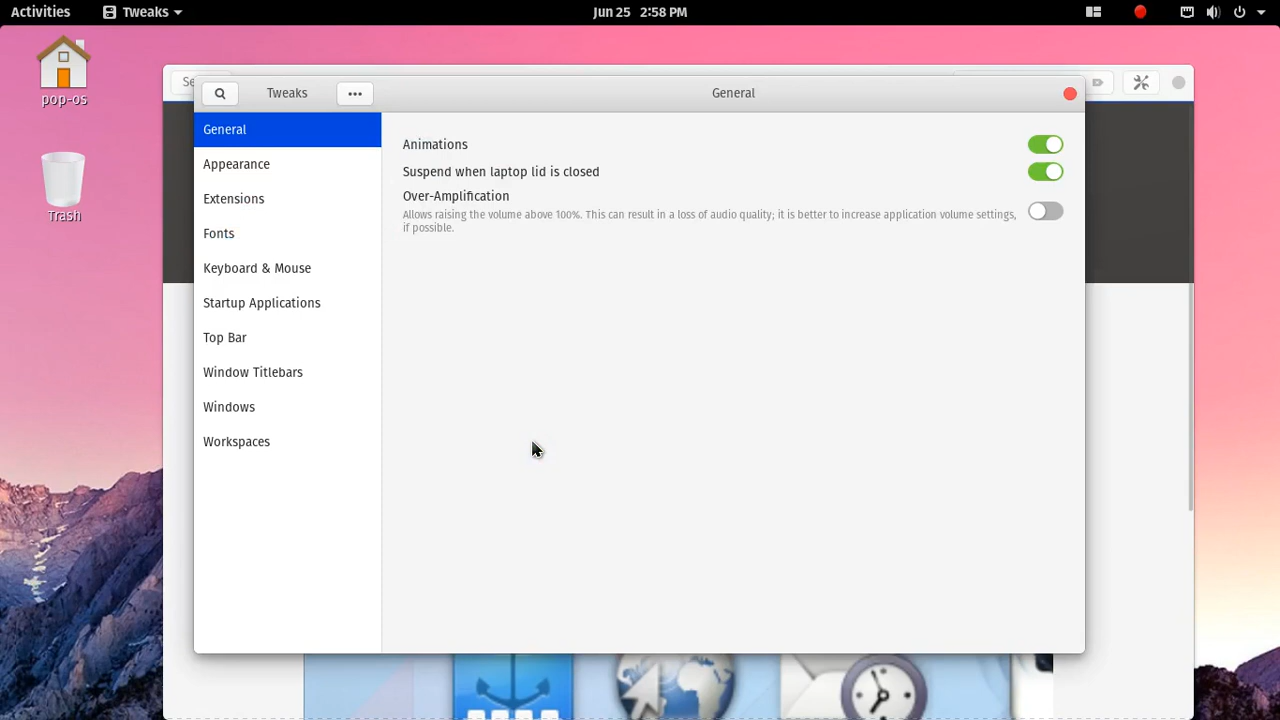 Activities
Tweaks
Jun 25 2:58 PM
pop-os
Trash
Se
Tweaks
General
General
Appearance
Extensions
Fonts
Keyboard & Mouse
Startup Applications
Top Bar
Window Titlebars
Windows
Workspaces
Animations
Suspend when laptop lid is closed
Over-Amplification
Allows raising the volume above 100%. This can result in a loss of audio quality; it is better to increase application volume settings,
if possible.